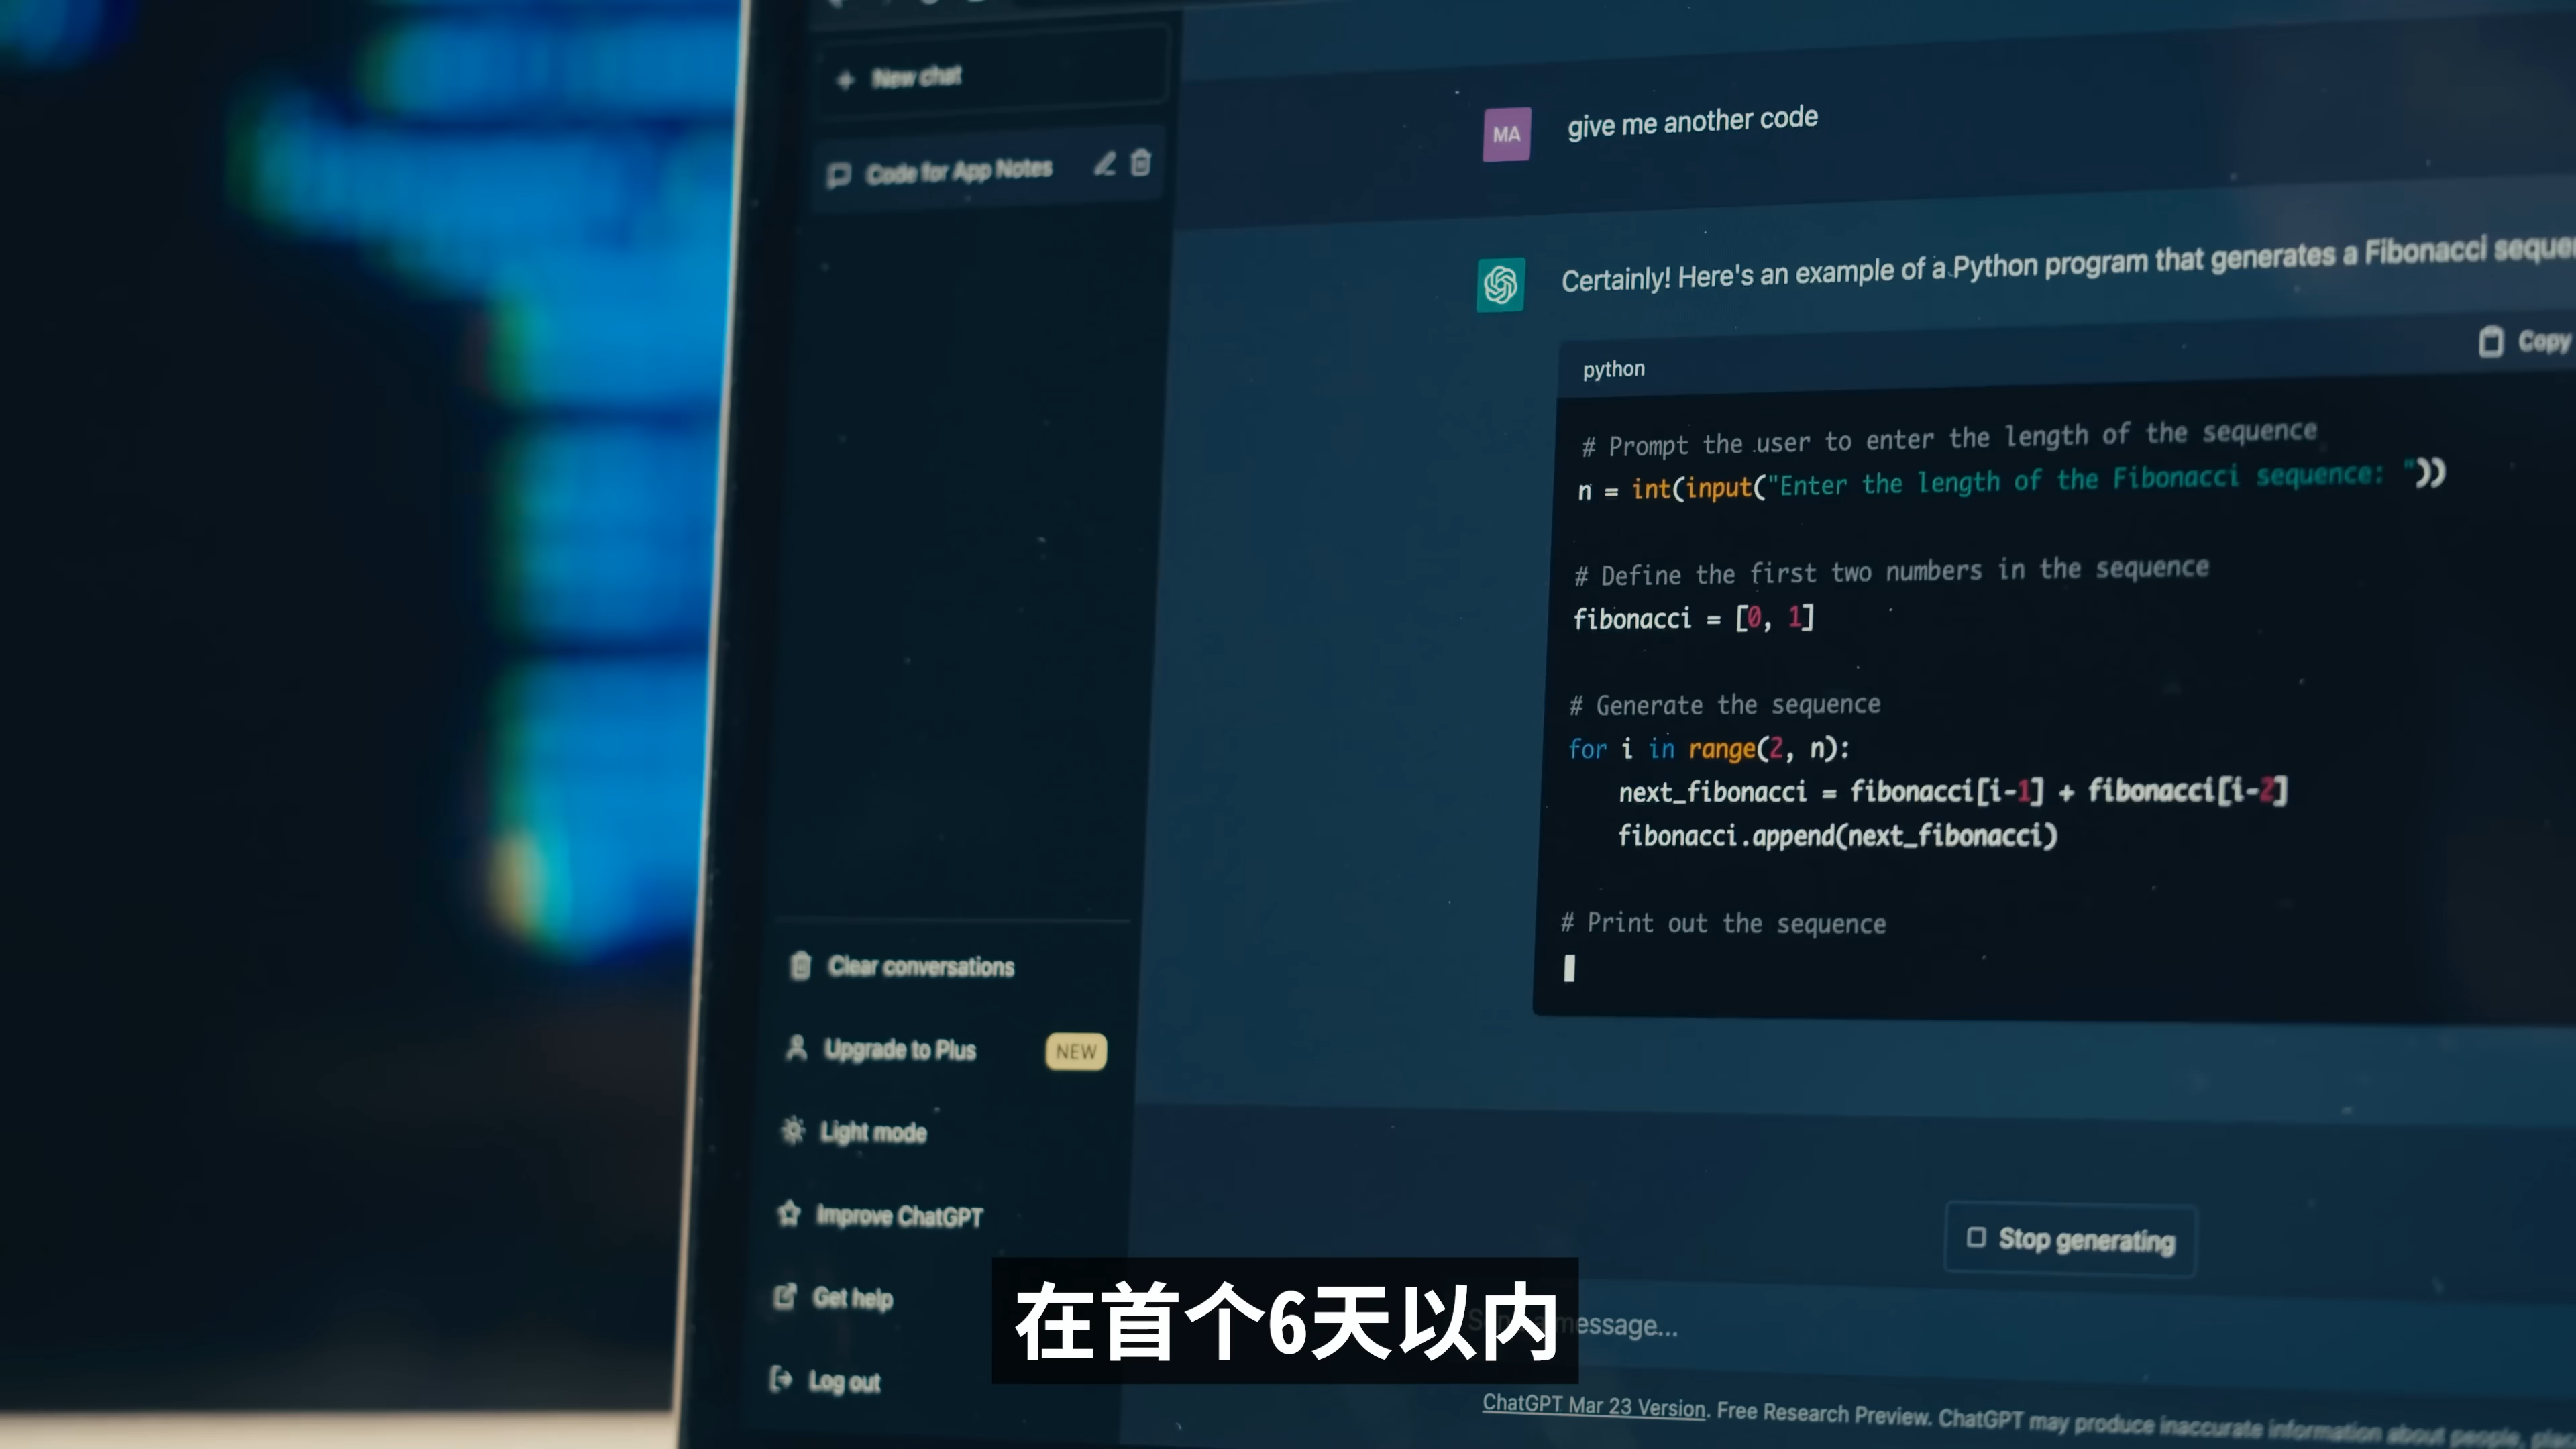 New chat
Code for App Notes
MA
give me another code
Certainly! Here's an example of a Python program that generates a Fibonacci
python
Copy
# Prompt the user to enter the length of the sequence
n = int(input("Enter the length of the Fibonacci sequence: "))
# Define the first two numbers in the sequence
fibonacci = [0, 1]
# Generate the sequence
for i in range(2, n):
next_fibonacci = fibonacci[i-1] + fibonacci[i-2]
fibonacci.append(next_fibonacci)
# Print out the sequence
Clear conversations
Upgrade to Plus
NEW
Light mode
Improve ChatGPT
Get help
Log out
Stop generating
在首个6天以内
ChatGPT Mar 23 Version. Free Research Preview. ChatGPT may produce inaccurate information about people,